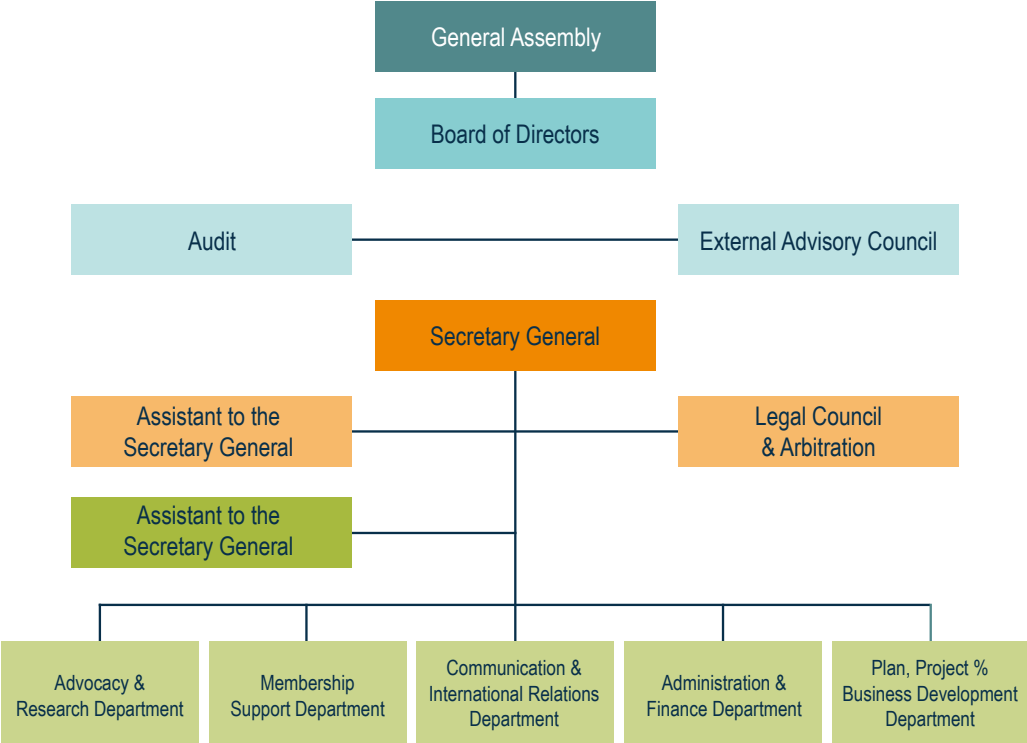 General Assembly
Board of Directors
Audit
External Advisory Council
Secretary General
Assistant to the
Secretary General
Legal Council
& Arbitration
Assistant to the
Secretary General
Advocacy &
Research Department
Membership
Support Department
Communication &
International Relations
Department
Administration &
Finance Department
Plan, Project %
Business Development
Department